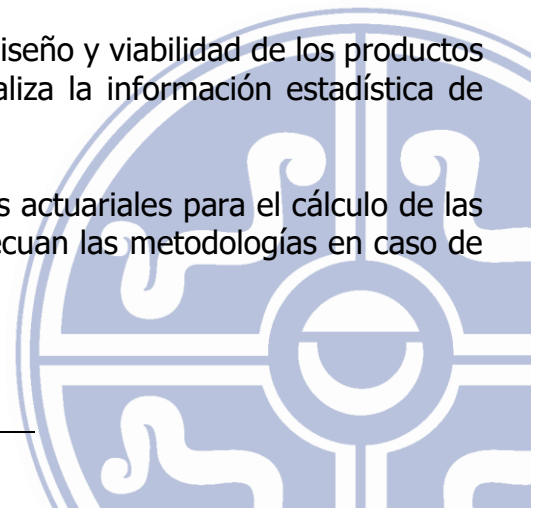 iseño y viabilidad de los productos
aliza la información estadística de
s actuariales para el cálculo de las
ecuan las metodologías en caso de